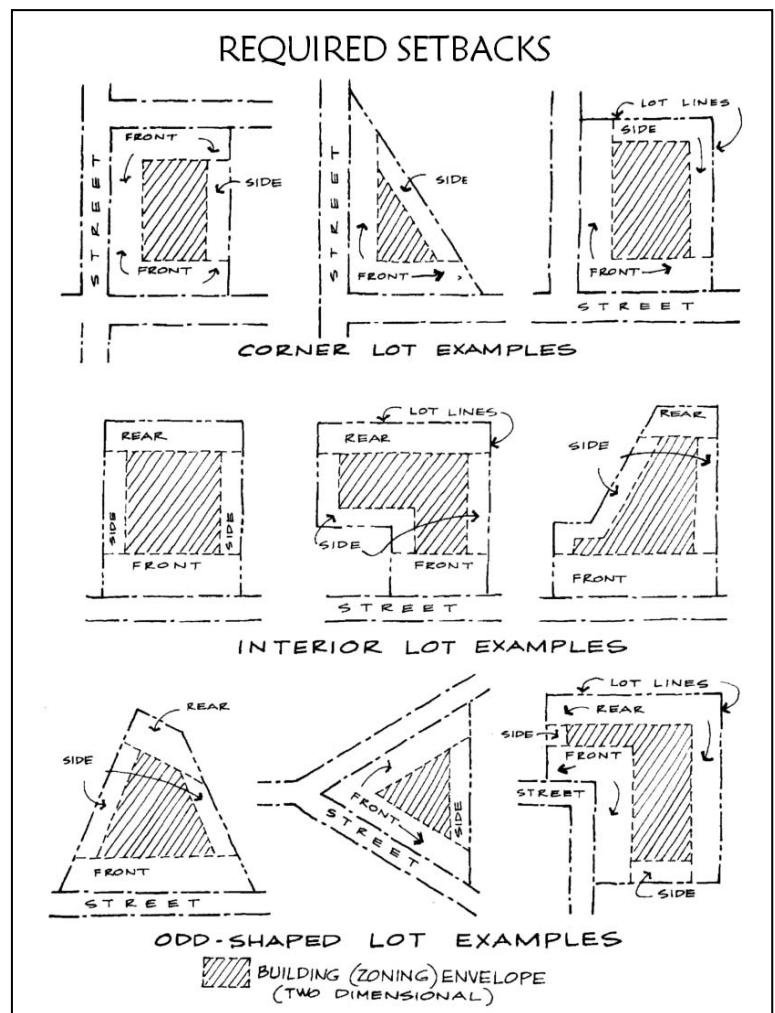 REQUIRED SETBACKS
FRONT
STREET
SIDE
FRONT
STREET
SIDE
FRONT
LOT LINES
SIDE
FRONT
STREET
CORNER LOT EXAMPLES
REAR
SIDE
SIDE
FRONT
LOT LINES
REAR
SIDE
FRONT
STREET
REAR
SIDE
FRONT
INTERIOR LOT EXAMPLES
REAR
SIDE
FRONT
STREET
FRONT
SIDE
STREET
LOT LINES
REAR
SIDE
FRONT
STREET
SIDE
ODD-SHAPED LOT EXAMPLES
BUILDING (ZONING) ENVELOPE
(TWO DIMENSIONAL)